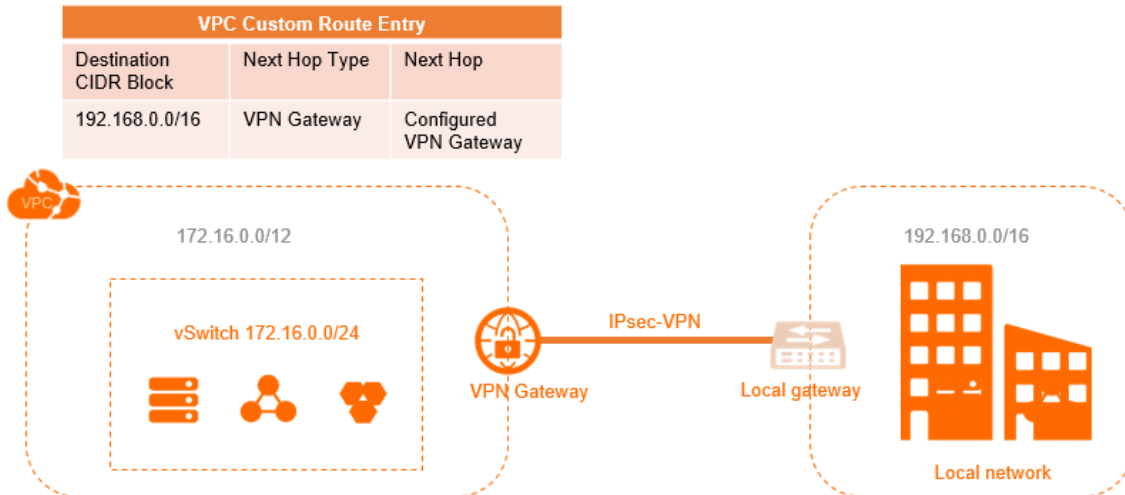 VPC Custom Route Entry
Destination CIDR Block
Next Hop Type
Next Hop
192.168.0.0/16
VPN Gateway
Configured VPN Gateway
VPC
172.16.0.0/12
192.168.0.0/16
vSwitch 172.16.0.0/24
IPsec-VPN
VPN Gateway
Local gateway
Local network